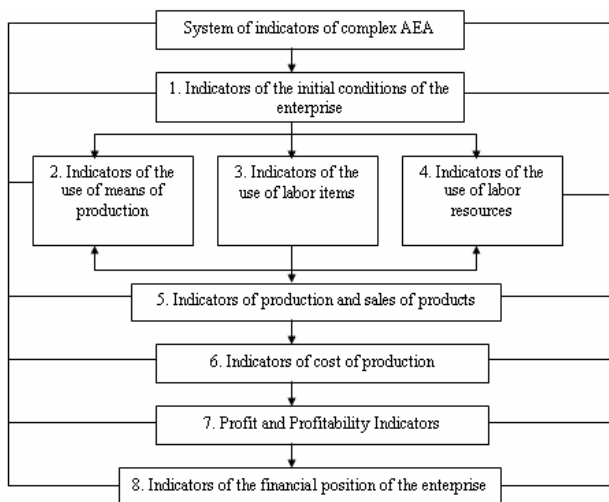 System of indicators of complex AEA
1. Indicators of the initial conditions of the
enterprise
2. Indicators of the
use of means of
production
3. Indicators of the
use of labor items
4. Indicators of the
use of labor
resources
5. Indicators of production and sales of products
6. Indicators of cost of production
7. Profit and Profitability Indicators
8. Indicators of the financial position of the enterprise